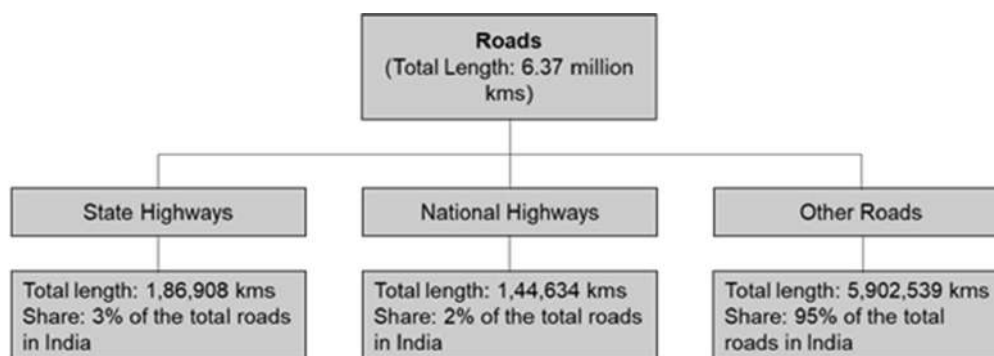 Roads
(Total Length: 6.37 million
kms)
State Highways
National Highways
Other Roads
Total length: 1,86,908 kms
Share: 3% of the total roads
in India
Total length: 1,44,634 kms
Share: 2% of the total roads
in India
Total length: 5,902,539 kms
Share: 95% of the total
roads in India